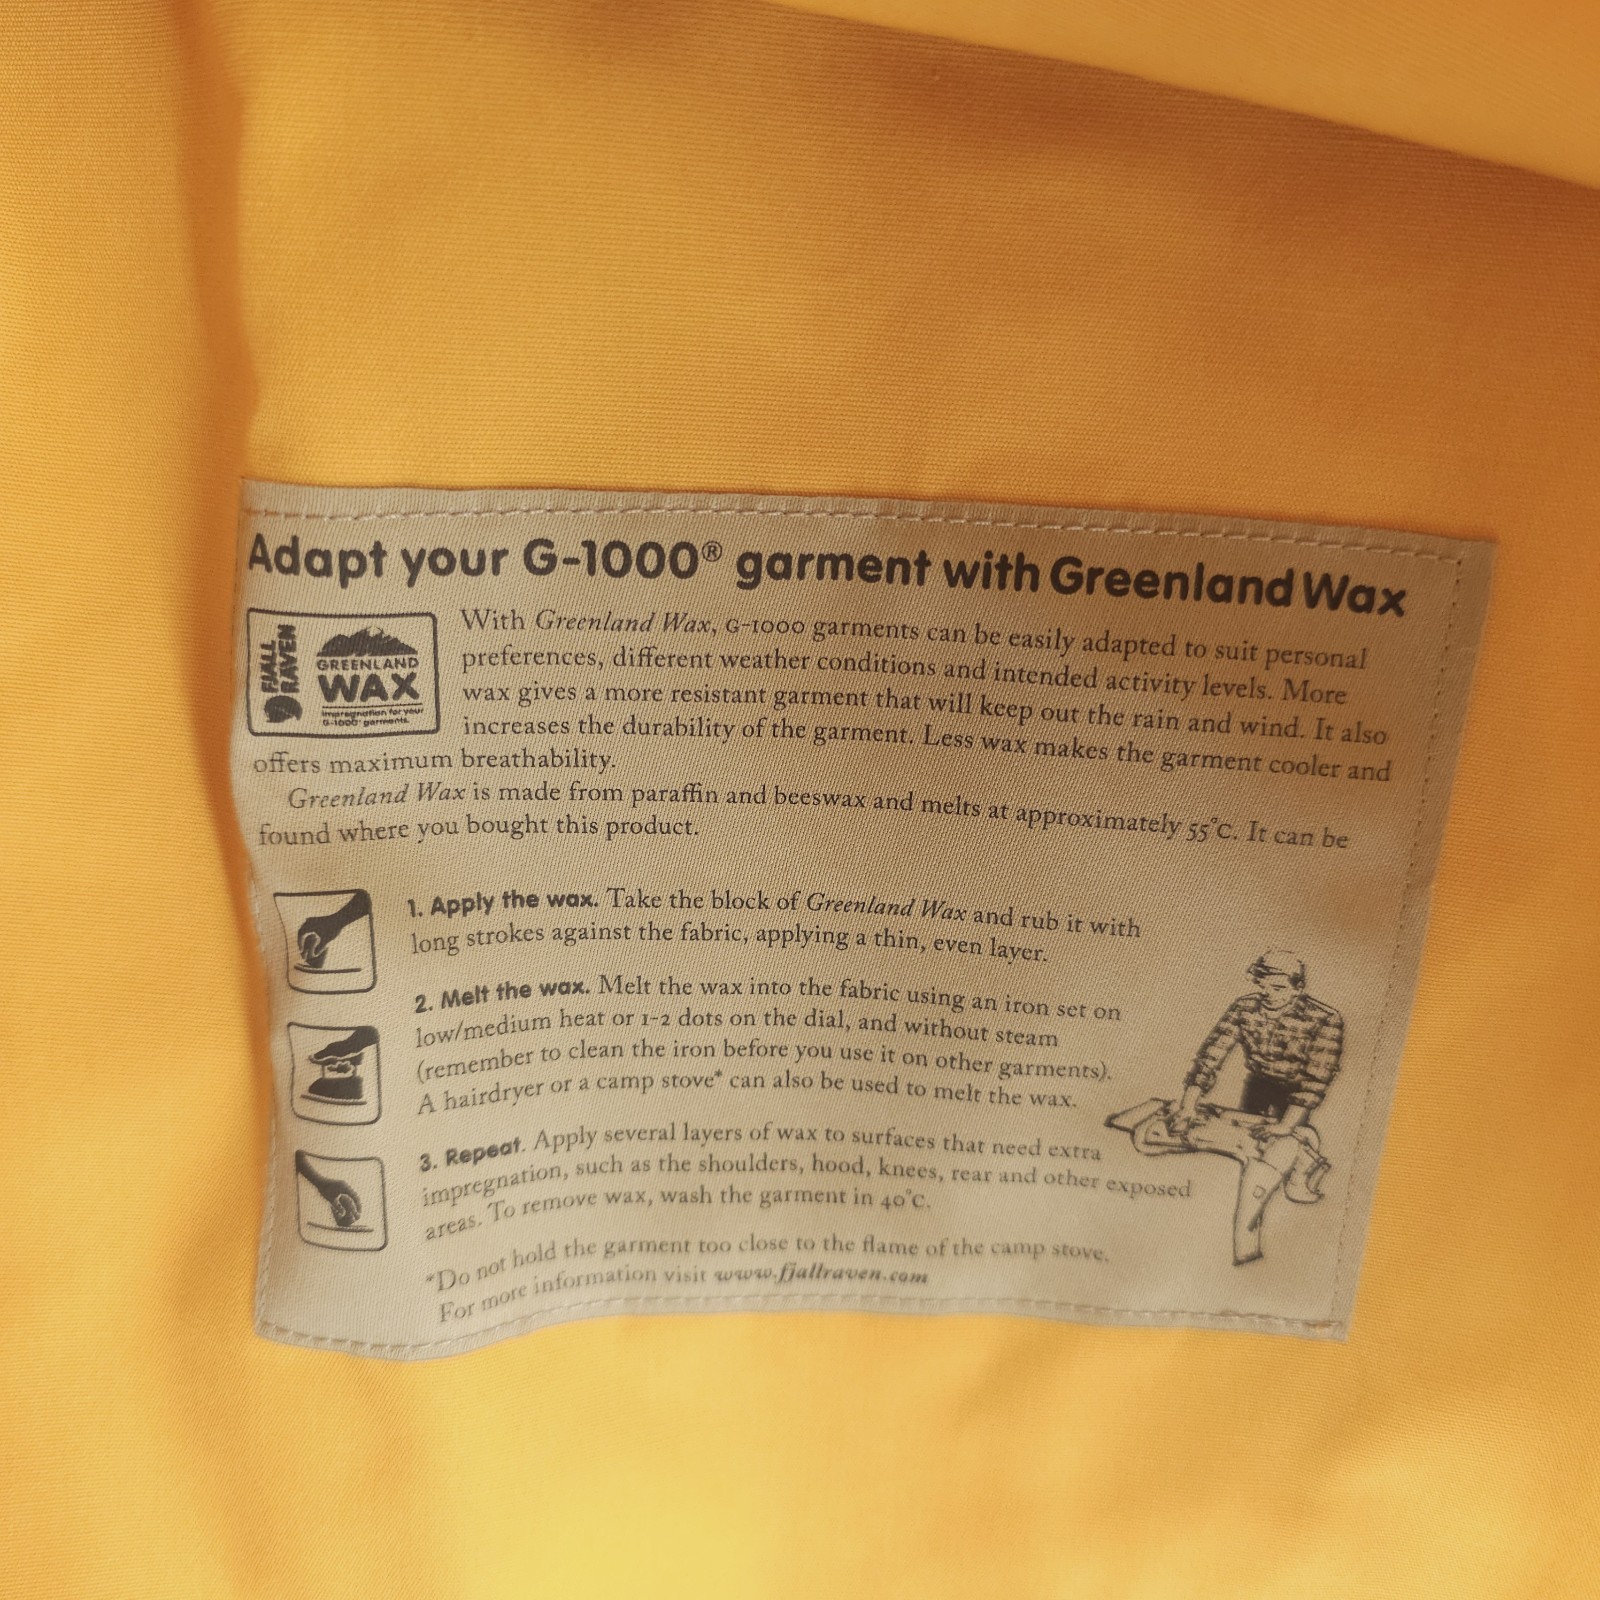 Adapt your G-1000® garment with Greenland Wax
FJALL
RAVEN
GREENLAND
WAX
Impregnation for your
G-1000® garments.
With Greenland Wax, G-1000 garments can be easily adapted to suit personal
preferences, different weather conditions and intended activity levels. More
wax gives a more resistant garment that will keep out the rain and wind. It also
increases the durability of the garment. Less wax makes the garment cooler and
offers maximum breathability.
Greenland Wax is made from paraffin and beeswax and melts at approximately 55°C. It can be
found where you bought this product.
1. Apply the wax. Take the block of Greenland Wax and rub it with
long strokes against the fabric, applying a thin, even layer.
2. Melt the wax. Melt the wax into the fabric using an iron set on
low/medium heat or 1-2 dots on the dial, and without steam
(remember to clean the iron before you use it on other garments).
A hairdryer or a camp stove* can also be used to melt the wax.
3. Repeat. Apply several layers of wax to surfaces that need extra
impregnation, such as the shoulders, hood, knees, rear and other exposed
areas. To remove wax, wash the garment in 40°C.
*Do not hold the garment too close to the flame of the camp stove.
For more information visit www.fjallraven.com